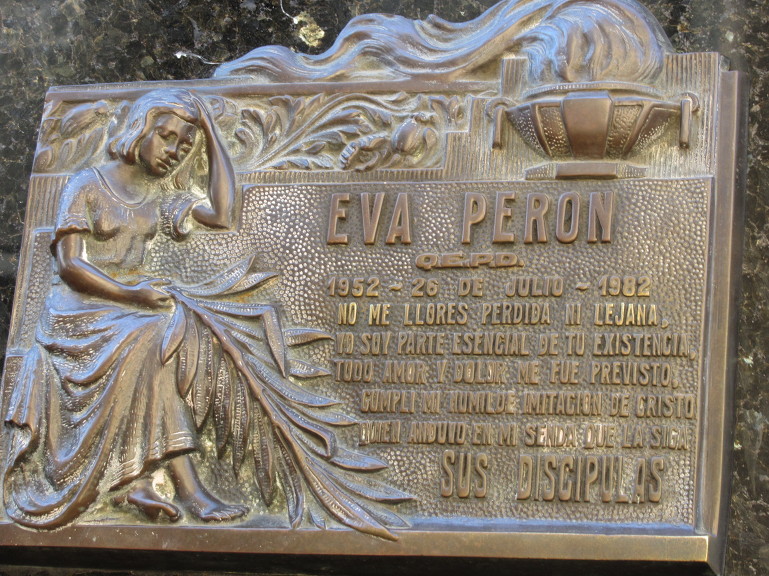 EVA PERON
Q.E.P.D.
1952 - 26 DE JULIO - 1982
NO ME LLORES PERDIDA NI LEJANA,
YO SOY PARTE ESENCIAL DE TU EXISTENCIA,
TODO AMOR Y DOLOR ME FUE PREVISTO,
CUMPLI MI HUMILDE IMITACION DE CRISTO
QUIEN ANDUVO EN MI SENDA QUE LA SIGA
SUS DISCIPULAS